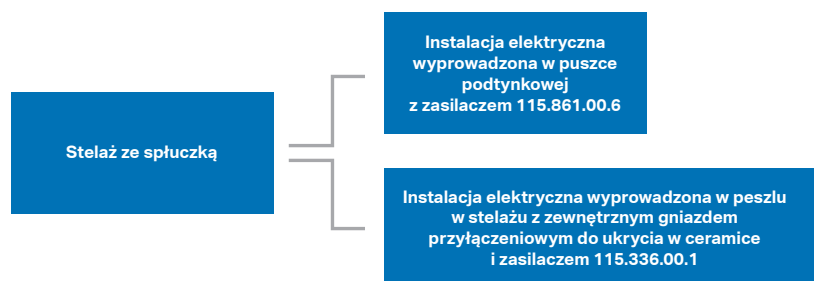 Stelaż ze spłuczką
Instalacja elektryczna
wyprowadzona w puszce
podtynkowej
z zasilaczem 115.861.00.6
Instalacja elektryczna wyprowadzona w peszlu
w stelażu z zewnętrznym gniazdem
przyłączeniowym do ukrycia w ceramice
i zasilaczem 115.336.00.1